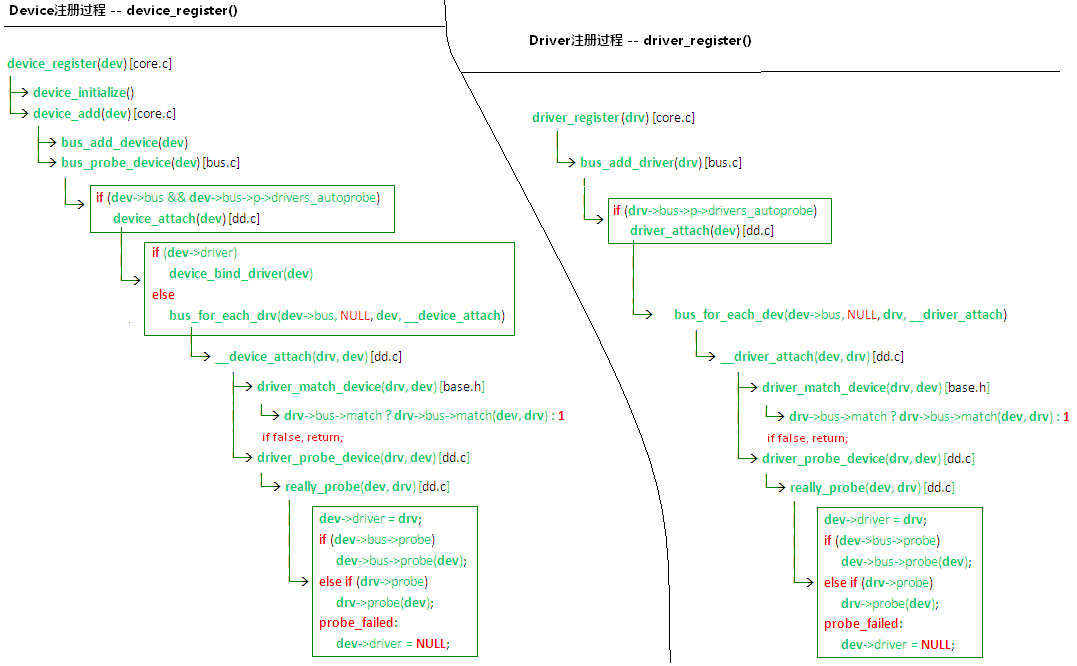 Device注册过程 -- device_register()
device_register(dev) [core.c]
device_initialize()
device_add(dev) [core.c]
bus_add_device(dev)
bus_probe_device(dev) [bus.c]
if (dev->bus && dev->bus->p->drivers_autoprobe)
device_attach(dev) [dd.c]
if (dev->driver)
device_bind_driver(dev)
else
bus_for_each_drv(dev->bus, NULL, dev, __device_attach)
__device_attach(drv, dev) [dd.c]
driver_match_device(drv, dev) [base.h]
drv->bus->match ? drv->bus->match(dev, drv) : 1
if false, return;
driver_probe_device(drv, dev) [dd.c]
really_probe(dev, drv) [dd.c]
dev->driver = drv;
if (dev->bus->probe)
dev->bus->probe(dev);
else if (drv->probe)
drv->probe(dev);
probe_failed:
dev->driver = NULL;
Driver注册过程 -- driver_register()
driver_register(drv) [core.c]
bus_add_driver(drv) [bus.c]
if (drv->bus->p->drivers_autoprobe)
driver_attach(dev) [dd.c]
bus_for_each_dev(dev->bus, NULL, drv, __driver_attach)
__driver_attach(dev, drv) [dd.c]
driver_match_device(drv, dev) [base.h]
drv->bus->match ? drv->bus->match(dev, drv) : 1
if false, return;
driver_probe_device(drv, dev) [dd.c]
really_probe(dev, drv) [dd.c]
dev->driver = drv;
if (dev->bus->probe)
dev->bus->probe(dev);
else if (drv->probe)
drv->probe(dev);
probe_failed:
dev->driver = NULL;